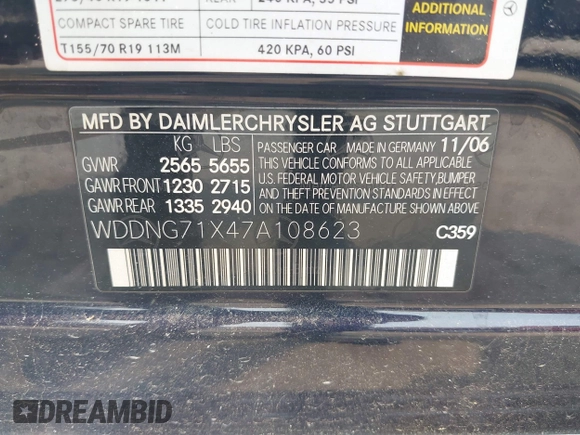 COMPACT SPARE TIRE COLD TIRE INFLATION PRESSURE
T155/70 R19 113M 420 KPA, 60 PSI
ADDITIONAL
INFORMATION
MFD BY DAIMLERCHRYSLER AG STUTTGART
KG LBS PASSENGER CAR MADE IN GERMANY 11/06
GVWR 2565 5655 THIS VEHICLE CONFORMS TO ALL APPLICABLE
GAWR FRONT 1230 2715 U.S. FEDERAL MOTOR VEHICLE SAFETY, BUMPER
GAWR REAR 1335 2940 AND THEFT PREVENTION STANDARDS IN EFFECT
ON THE DATE OF MANUFACTURE SHOWN ABOVE.
WDDNG71X47A108623 C359
DREAMBID